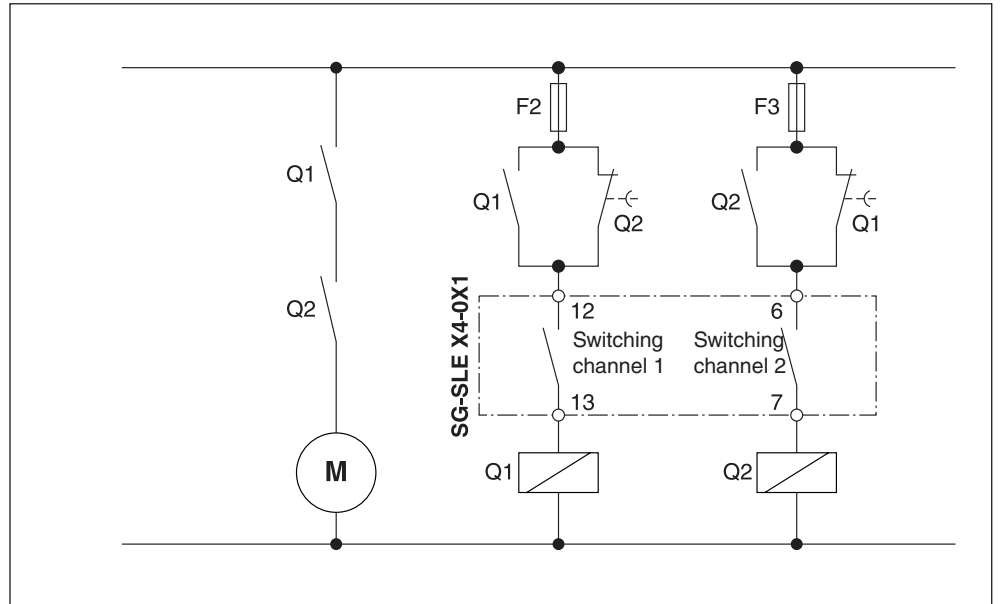 F2
F3
Q1
Q1
Q2
Q2
Q1
Q2
SG-SLE X4-0X1
12
6
Switching
channel 1
Switching
channel 2
13
7
M
Q1
Q2